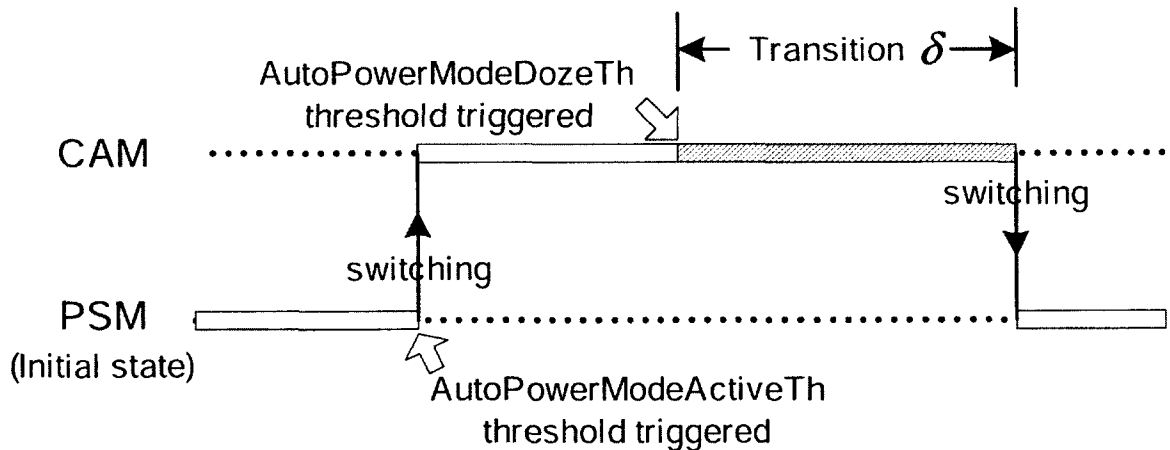 Transition δ
AutoPowerModeDozeTh
threshold triggered
CAM
switching
switching
PSM
(Initial state)
AutoPowerModeActiveTh
threshold triggered